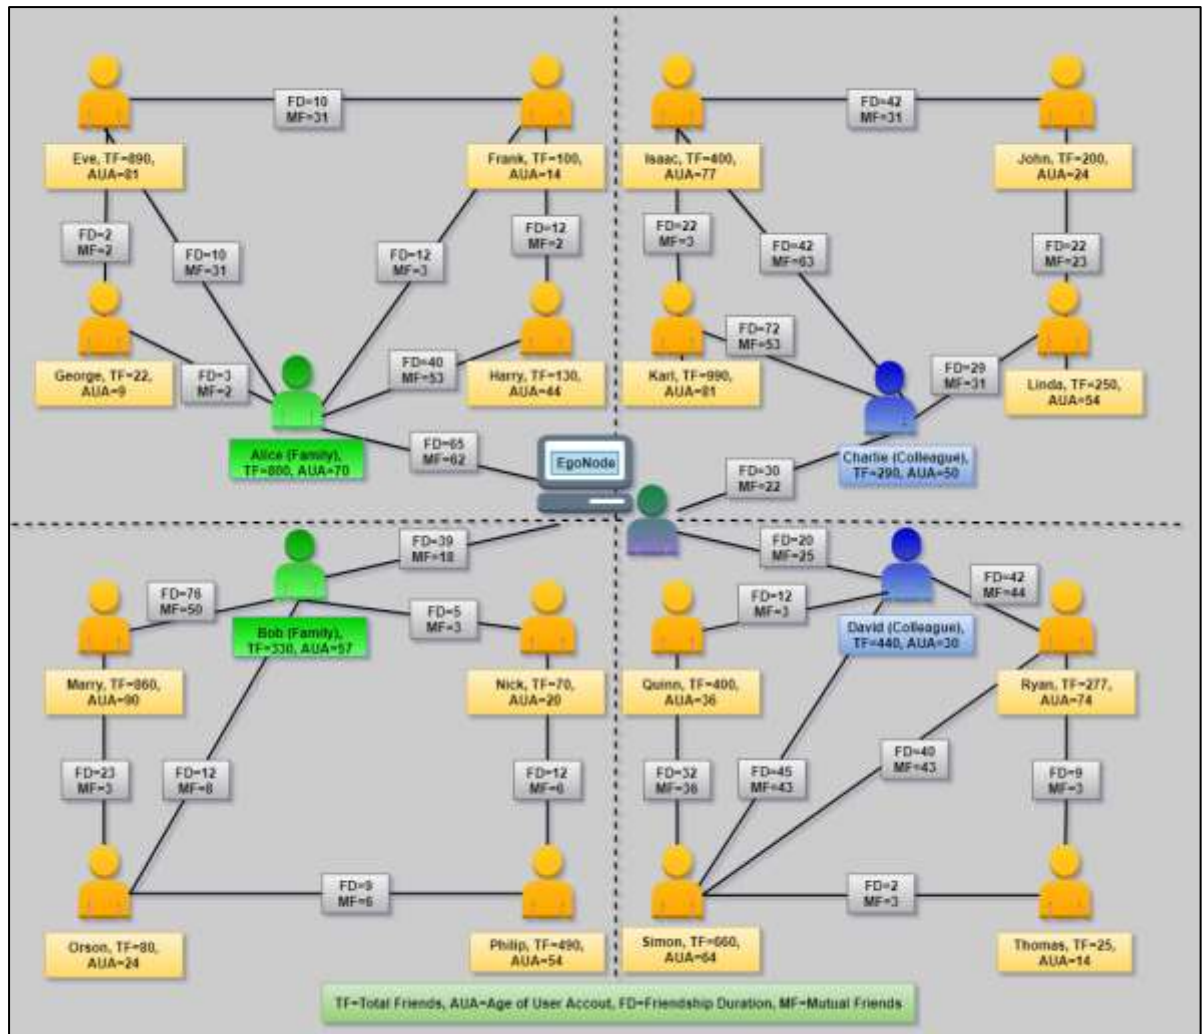 FD=10
MF=31
Eve, TF=890,
AUA=81
Frank, TF=100,
AUA=14
FD=2
MF=2
FD=10
MF=31
FD=12
MF=3
FD=12
MF=2
George, TF=22,
AUA=9
FD=3
MF=2
FD=40
MF=53
Harry, TF=130,
AUA=44
Alice (Family),
TF=800, AUA=70
FD=65
MF=62
EgoNode
FD=42
MF=31
Isaac, TF=400,
AUA=77
John, TF=200,
AUA=24
FD=22
MF=3
FD=42
MF=63
FD=22
MF=23
FD=72
MF=53
Karl, TF=990,
AUA=81
FD=29
MF=31
Linda, TF=250,
AUA=54
Charlie (Colleague),
TF=290, AUA=50
FD=30
MF=22
FD=39
MF=18
FD=76
MF=50
FD=5
MF=3
Bob (Family),
TF=330, AUA=57
Marry, TF=860,
AUA=90
Nick, TF=70,
AUA=20
FD=23
MF=3
FD=12
MF=8
FD=12
MF=6
FD=9
MF=6
Orson, TF=80,
AUA=24
Philip, TF=490,
AUA=54
FD=20
MF=25
FD=12
MF=3
FD=42
MF=44
David (Colleague),
TF=440, AUA=30
Quinn, TF=400,
AUA=36
Ryan, TF=277,
AUA=74
FD=32
MF=36
FD=45
MF=43
FD=40
MF=43
FD=9
MF=3
FD=2
MF=3
Simon, TF=660,
AUA=64
Thomas, TF=25,
AUA=14
TF=Total Friends, AUA=Age of User Accout, FD=Friendship Duration, MF=Mutual Friends